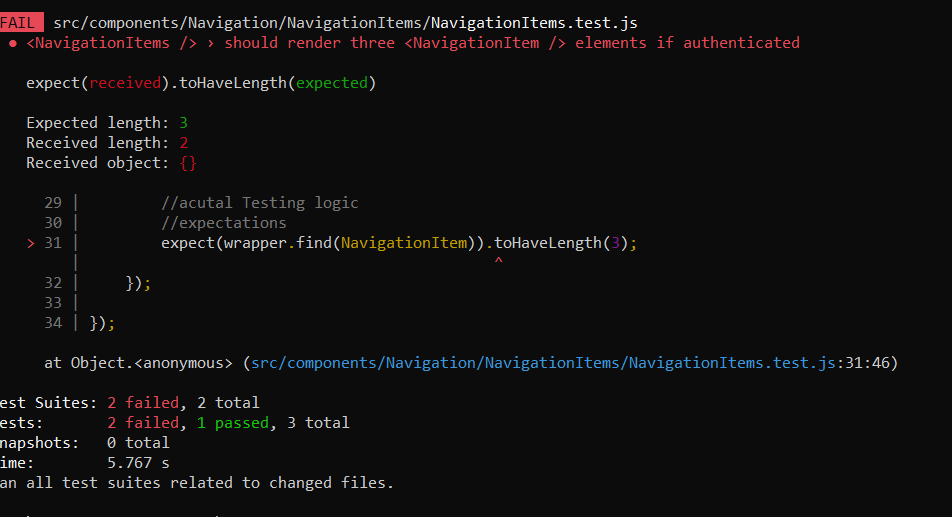 FAIL src/components/Navigation/NavigationItems/NavigationItems.test.js
● <NavigationItems /> › should render three <NavigationItem /> elements if authenticated
expect(received).toHaveLength(expected)
Expected length: 3
Received length: 2
Received object: {}
29 | //acutal Testing logic
30 | //expectations
> 31 | expect(wrapper.find(NavigationItem)).toHaveLength(3);
| ^
32 | });
33 |
34 | });
at Object.<anonymous> (src/components/Navigation/NavigationItems/NavigationItems.test.js:31:46)
est Suites: 2 failed, 2 total
ests: 2 failed, 1 passed, 3 total
napshots: 0 total
ime: 5.767 s
an all test suites related to changed files.